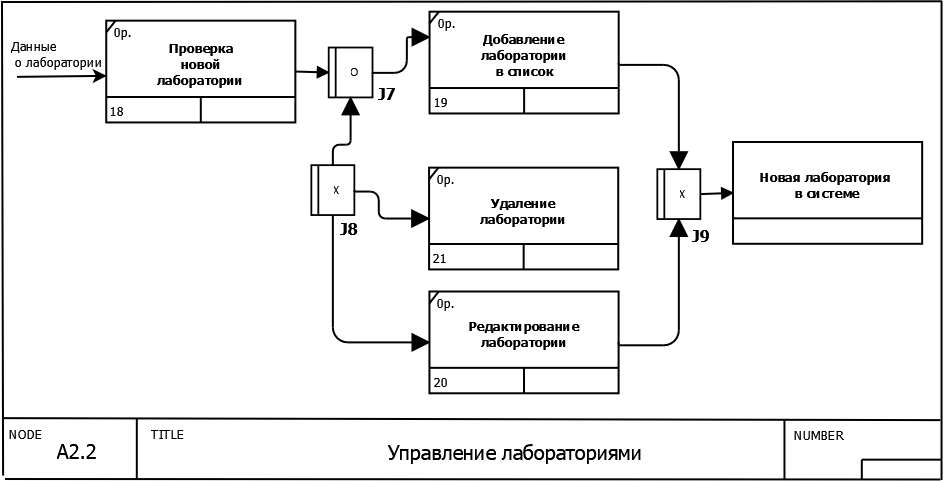 Данные
о лаборатории
0р.
Проверка
новой
лаборатории
18
O
J7
0р.
Добавление
лаборатории
в список
19
X
J8
0р.
Удаление
лаборатории
21
X
J9
Новая лаборатория
в системе
0р.
Редактирование
лаборатории
20
NODE
A2.2
TITLE
Управление лабораториями
NUMBER